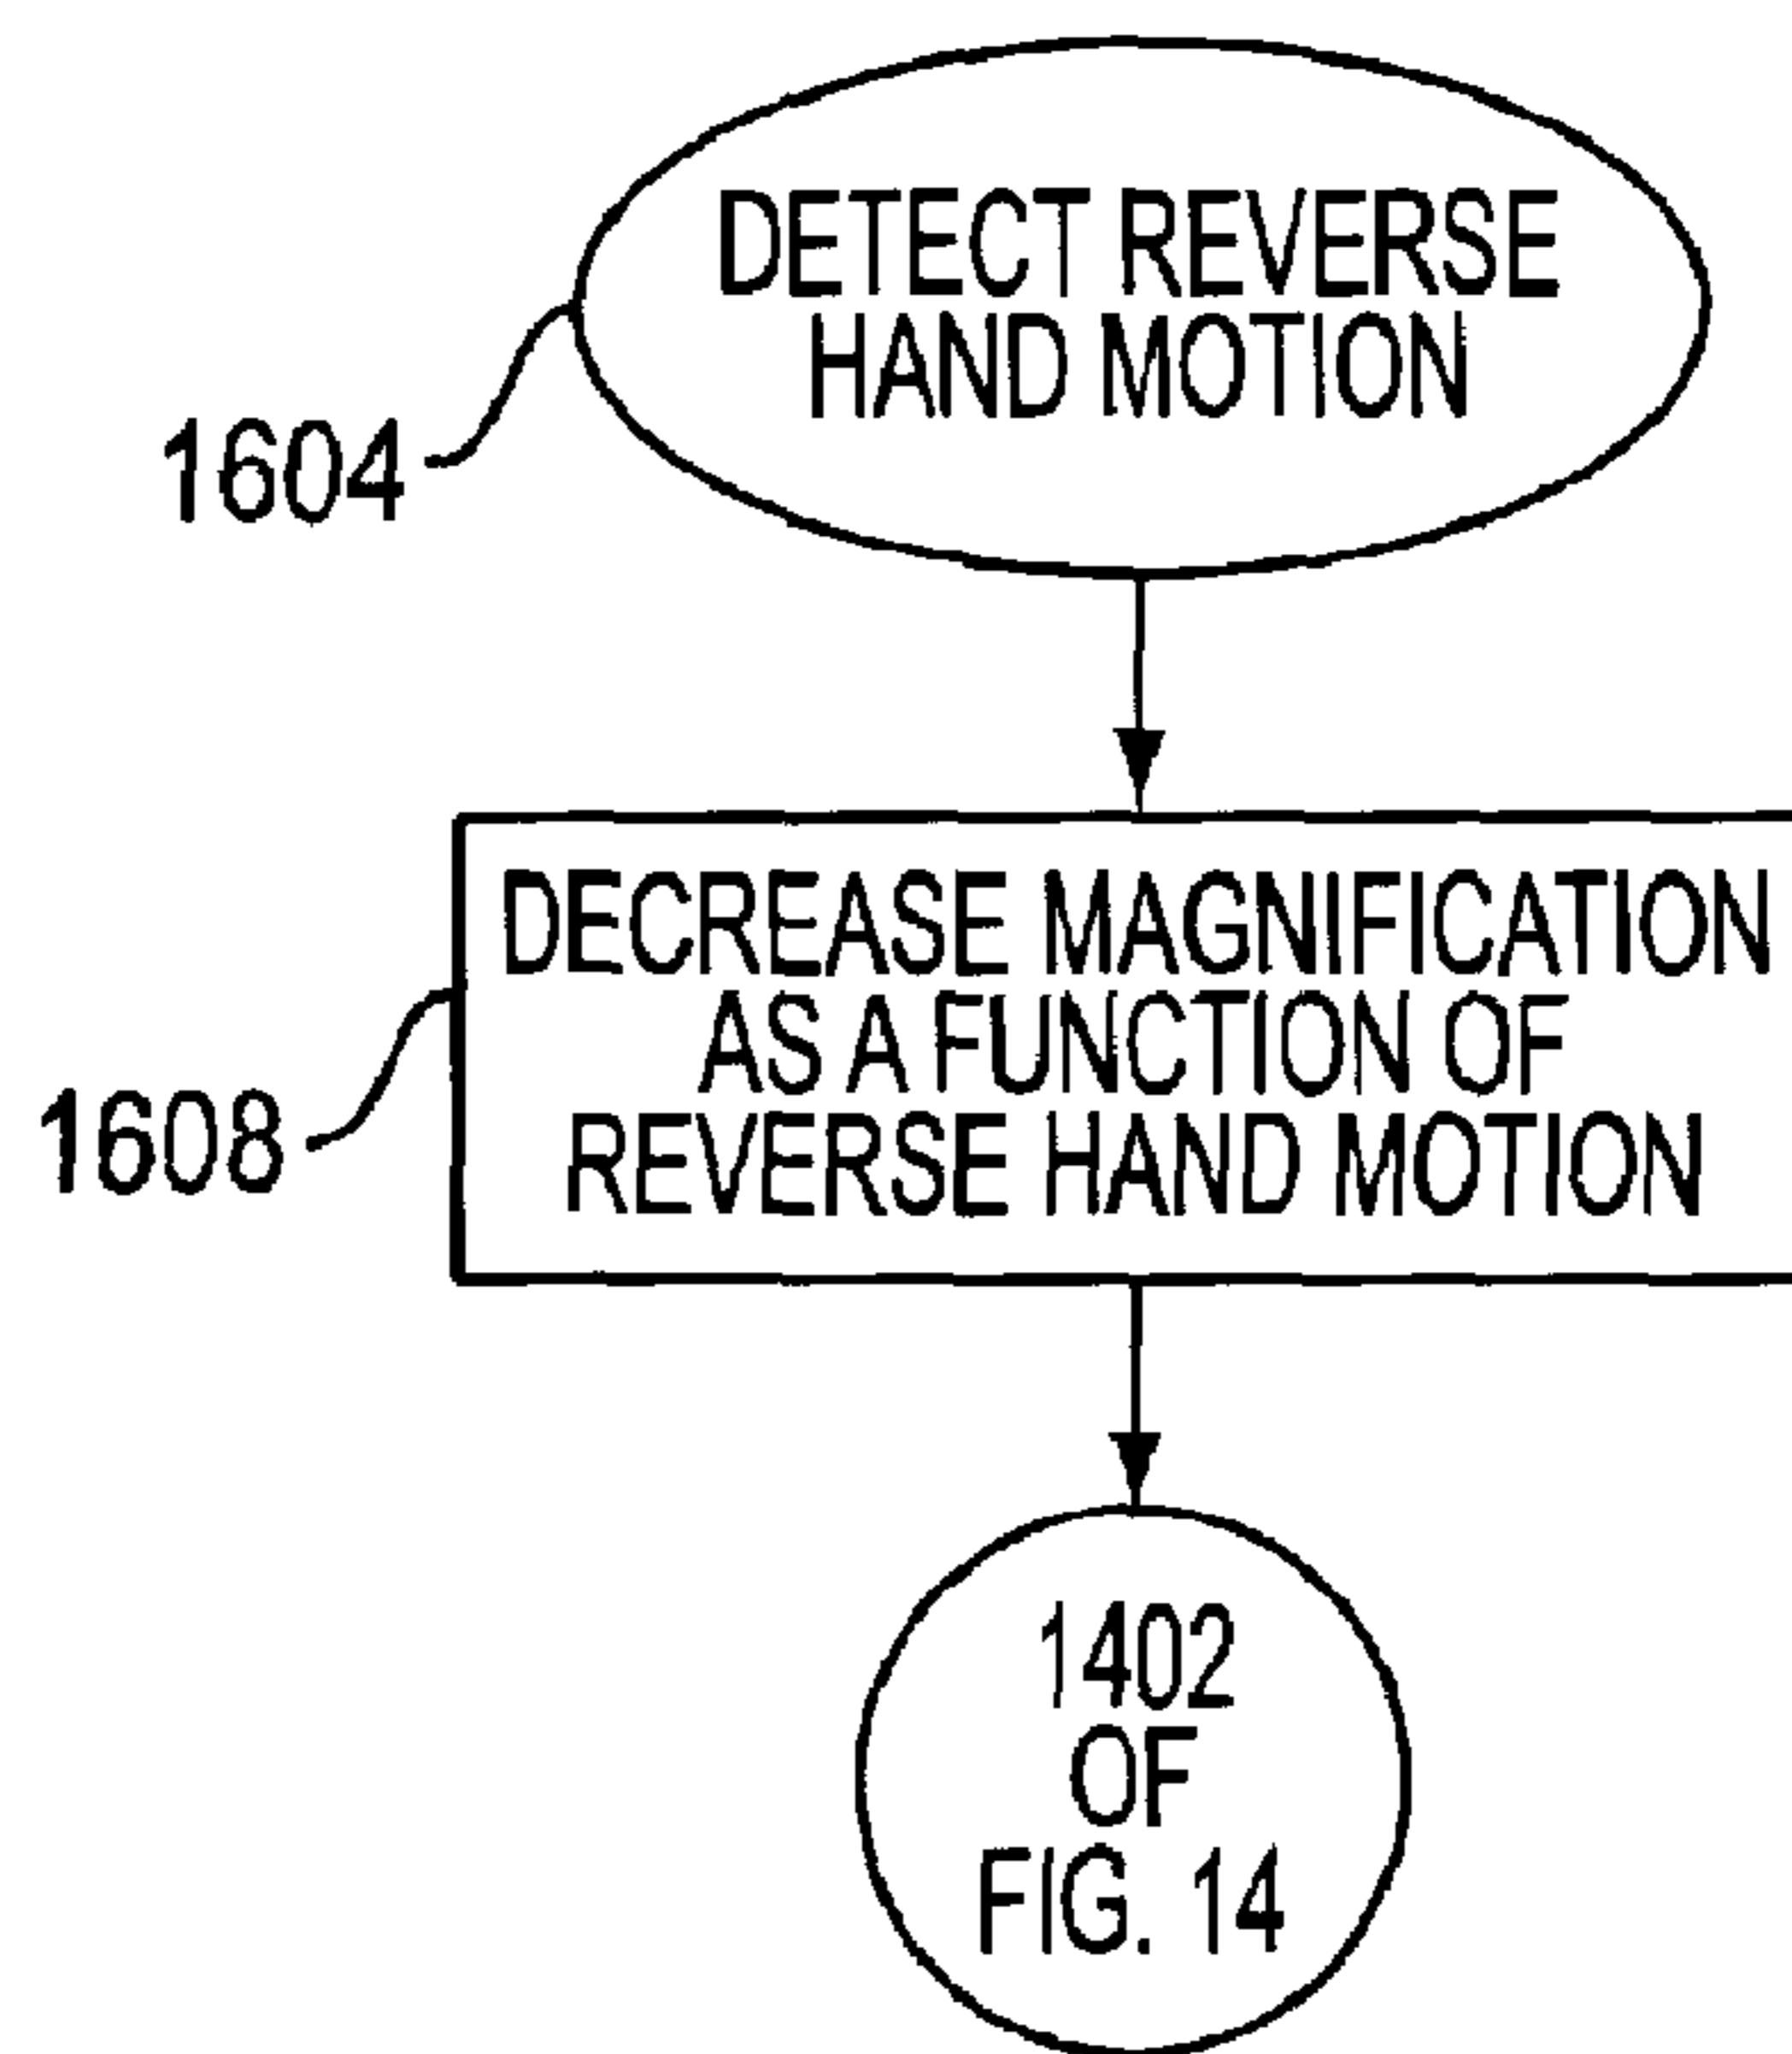 DETECT REVERSE
HAND MOTION
1604
DECREASE MAGNIFICATION
AS A FUNCTION OF
REVERSE HAND MOTION
1608
1402
OF
FIG. 14